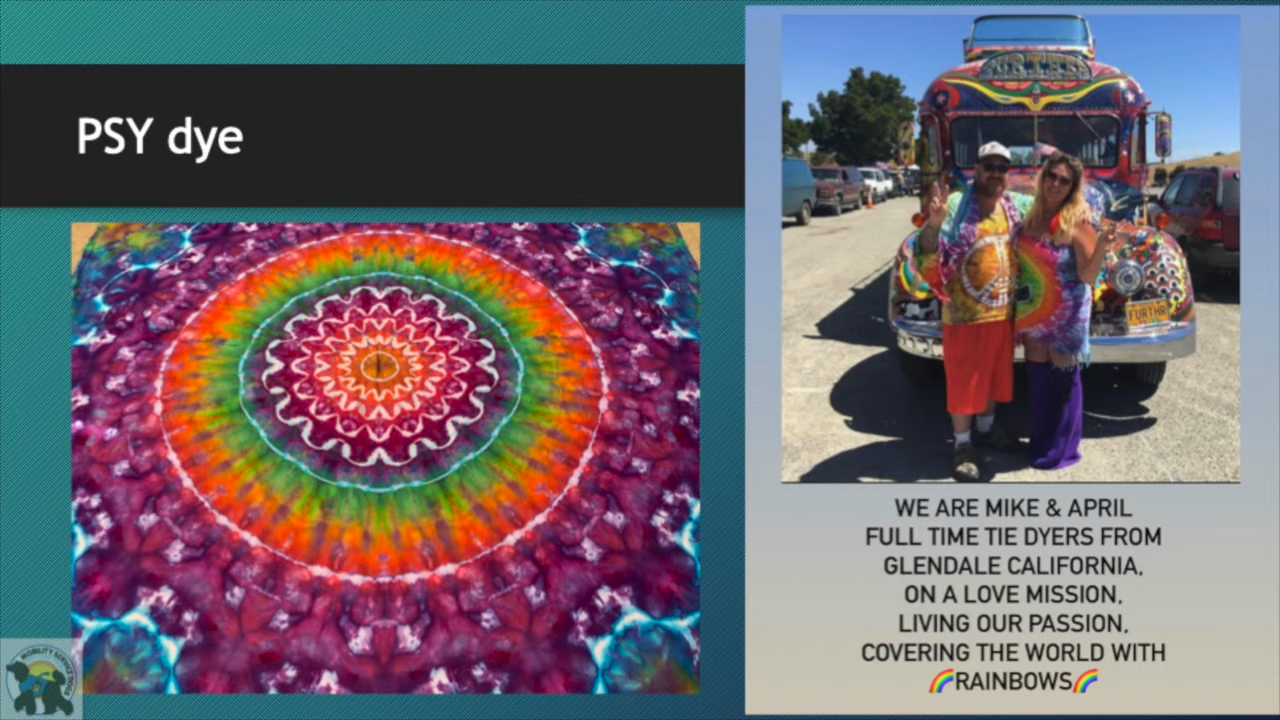 PSY dye
FURTHR
WE ARE MIKE & APRIL
FULL TIME TIE DYERS FROM
GLENDALE CALIFORNIA,
ON A LOVE MISSION,
LIVING OUR PASSION,
COVERING THE WORLD WITH
🌈RAINBOWS🌈